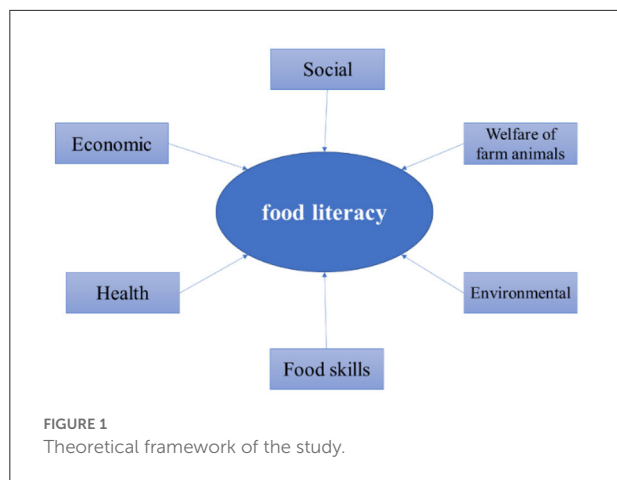 Social
Economic
Welfare of
farm animals
food literacy
Health
Environmental
Food skills
FIGURE 1
Theoretical framework of the study.